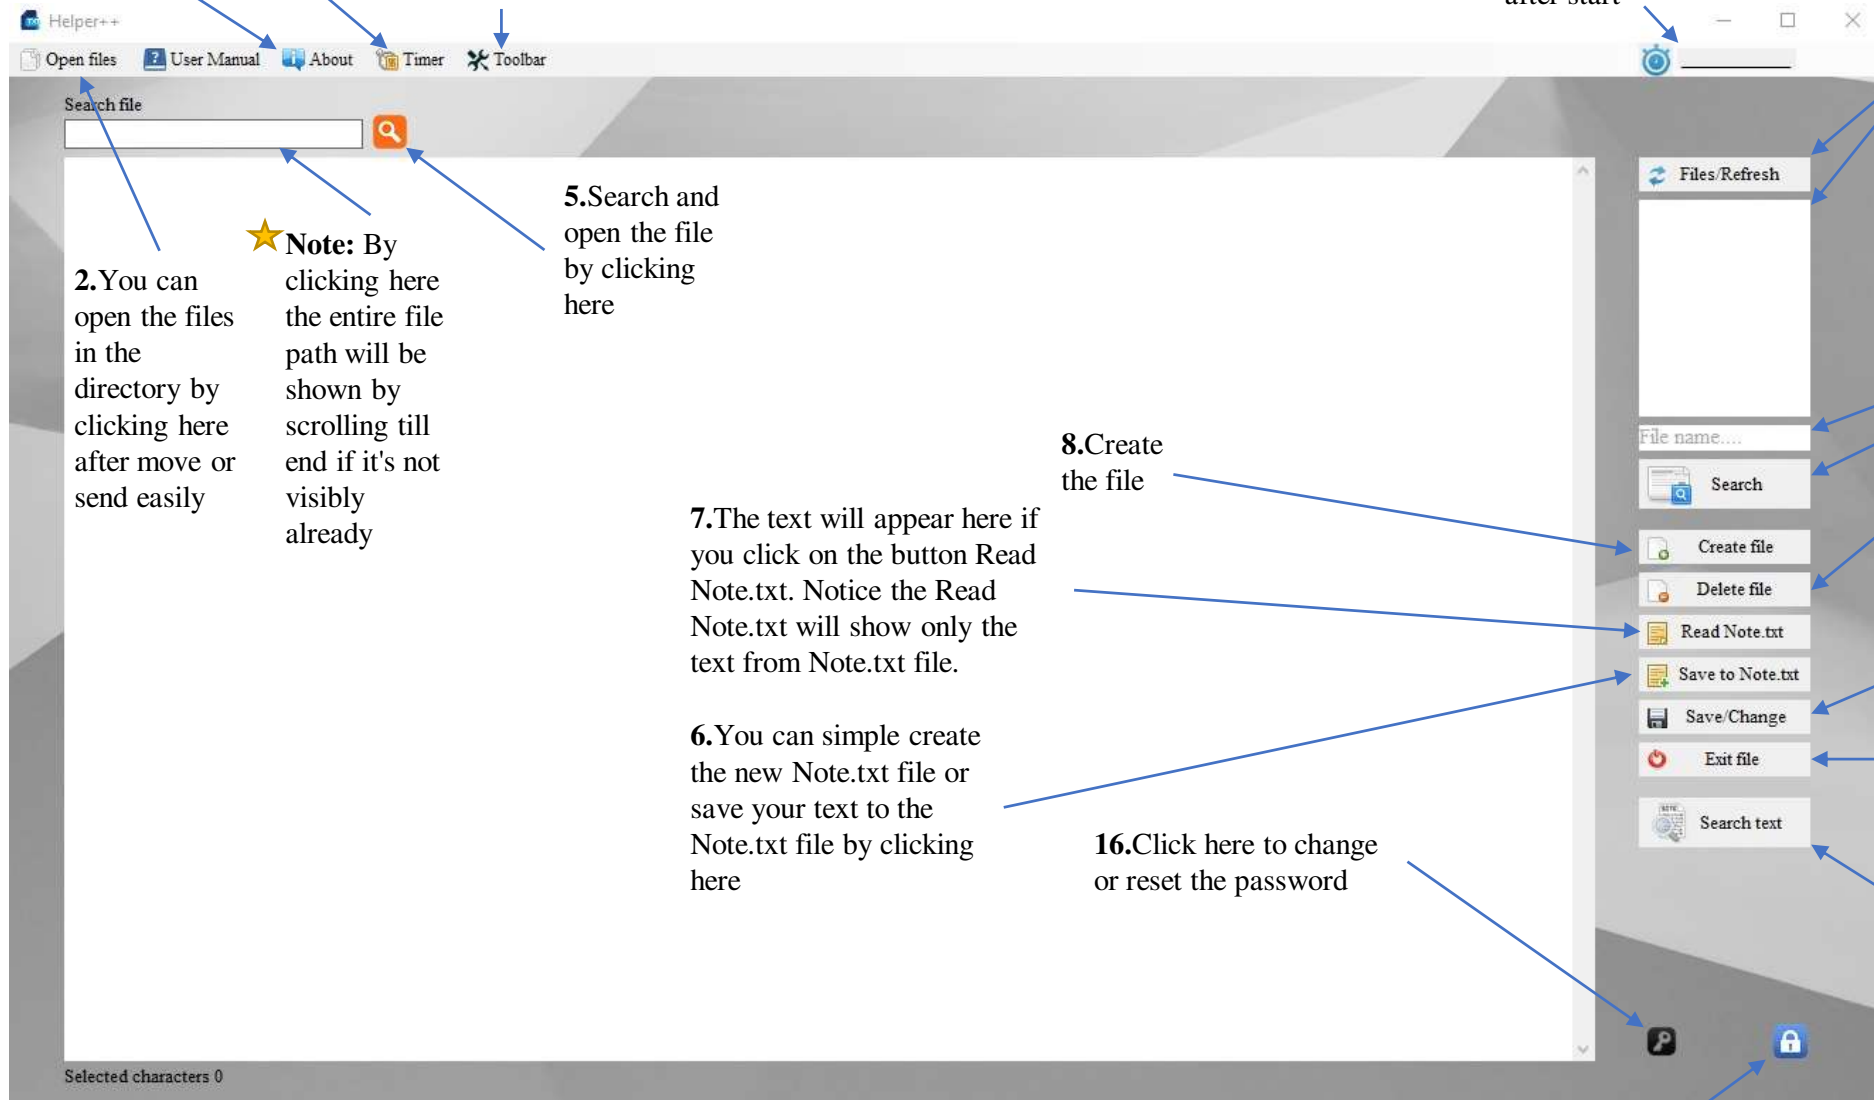 after start
Helper++
Open files User Manual About Timer Toolbar
Search file
5.Search and
open the file
by clicking
here
Note: By
clicking here
the entire file
path will be
shown by
scrolling till
end if it's not
visibly
already
2.You can
open the files
in the
directory by
clicking here
after move or
send easily
8.Create
the file
7.The text will appear here if
you click on the button Read
Note.txt. Notice the Read
Note.txt will show only the
text from Note.txt file.
6.You can simple create
the new Note.txt file or
save your text to the
Note.txt file by clicking
here
16.Click here to change
or reset the password
Files/Refresh
File name....
Search
Create file
Delete file
Read Note.txt
Save to Note.txt
Save/Change
Exit file
Search text
Selected characters 0